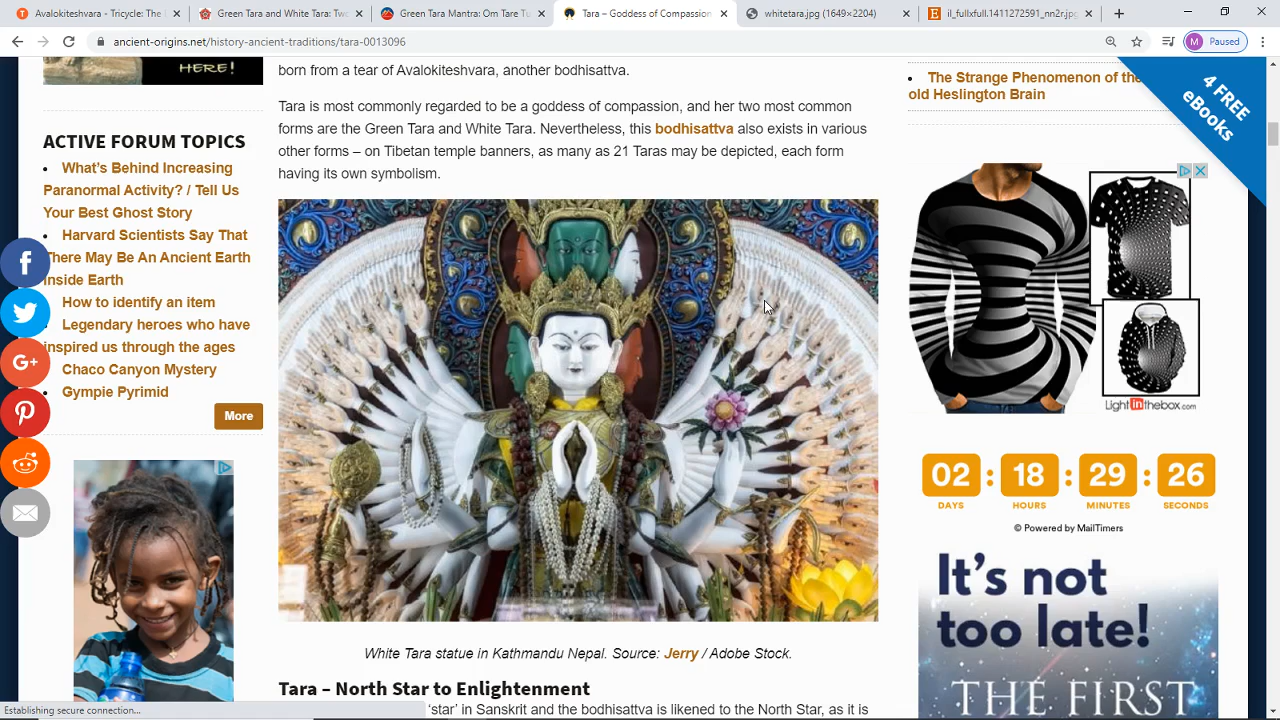 Avalokiteshvara
Green Tara and White Tara: Two
Green Tara Mantra: Om Tare Tu
Tara – Goddess of Compassion
whitetara.jpg (1649×2204)
il_fullxfull.1411272591_nn2r.jpg
ancient-origins.net/history-ancient-traditions/tara-0013096
M Paused
HERE!
ACTIVE FORUM TOPICS
What's Behind Increasing
Paranormal Activity? / Tell Us
Your Best Ghost Story
Harvard Scientists Say That
There May Be An Ancient Earth
Inside Earth
How to identify an item
Legendary heroes who have
inspired us through the ages
Chaco Canyon Mystery
Gympie Pyrimid
More
born from a tear of Avalokiteshvara, another bodhisattva.
Tara is most commonly regarded to be a goddess of compassion, and her two most common
forms are the Green Tara and White Tara. Nevertheless, this bodhisattva also exists in various
other forms – on Tibetan temple banners, as many as 21 Taras may be depicted, each form
having its own symbolism.
White Tara statue in Kathmandu Nepal. Source: Jerry / Adobe Stock.
Tara – North Star to Enlightenment
'star' in Sanskrit and the bodhisattva is likened to the North Star, as it is
The Strange Phenomenon of the
old Heslington Brain
4 FREE
eBooks
Lightinthebox.com
02 : 18 : 29 : 26
DAYS HOURS MINUTES SECONDS
© Powered by MailTimers
It's not
too late!
THE FIRST
Establishing secure connection...